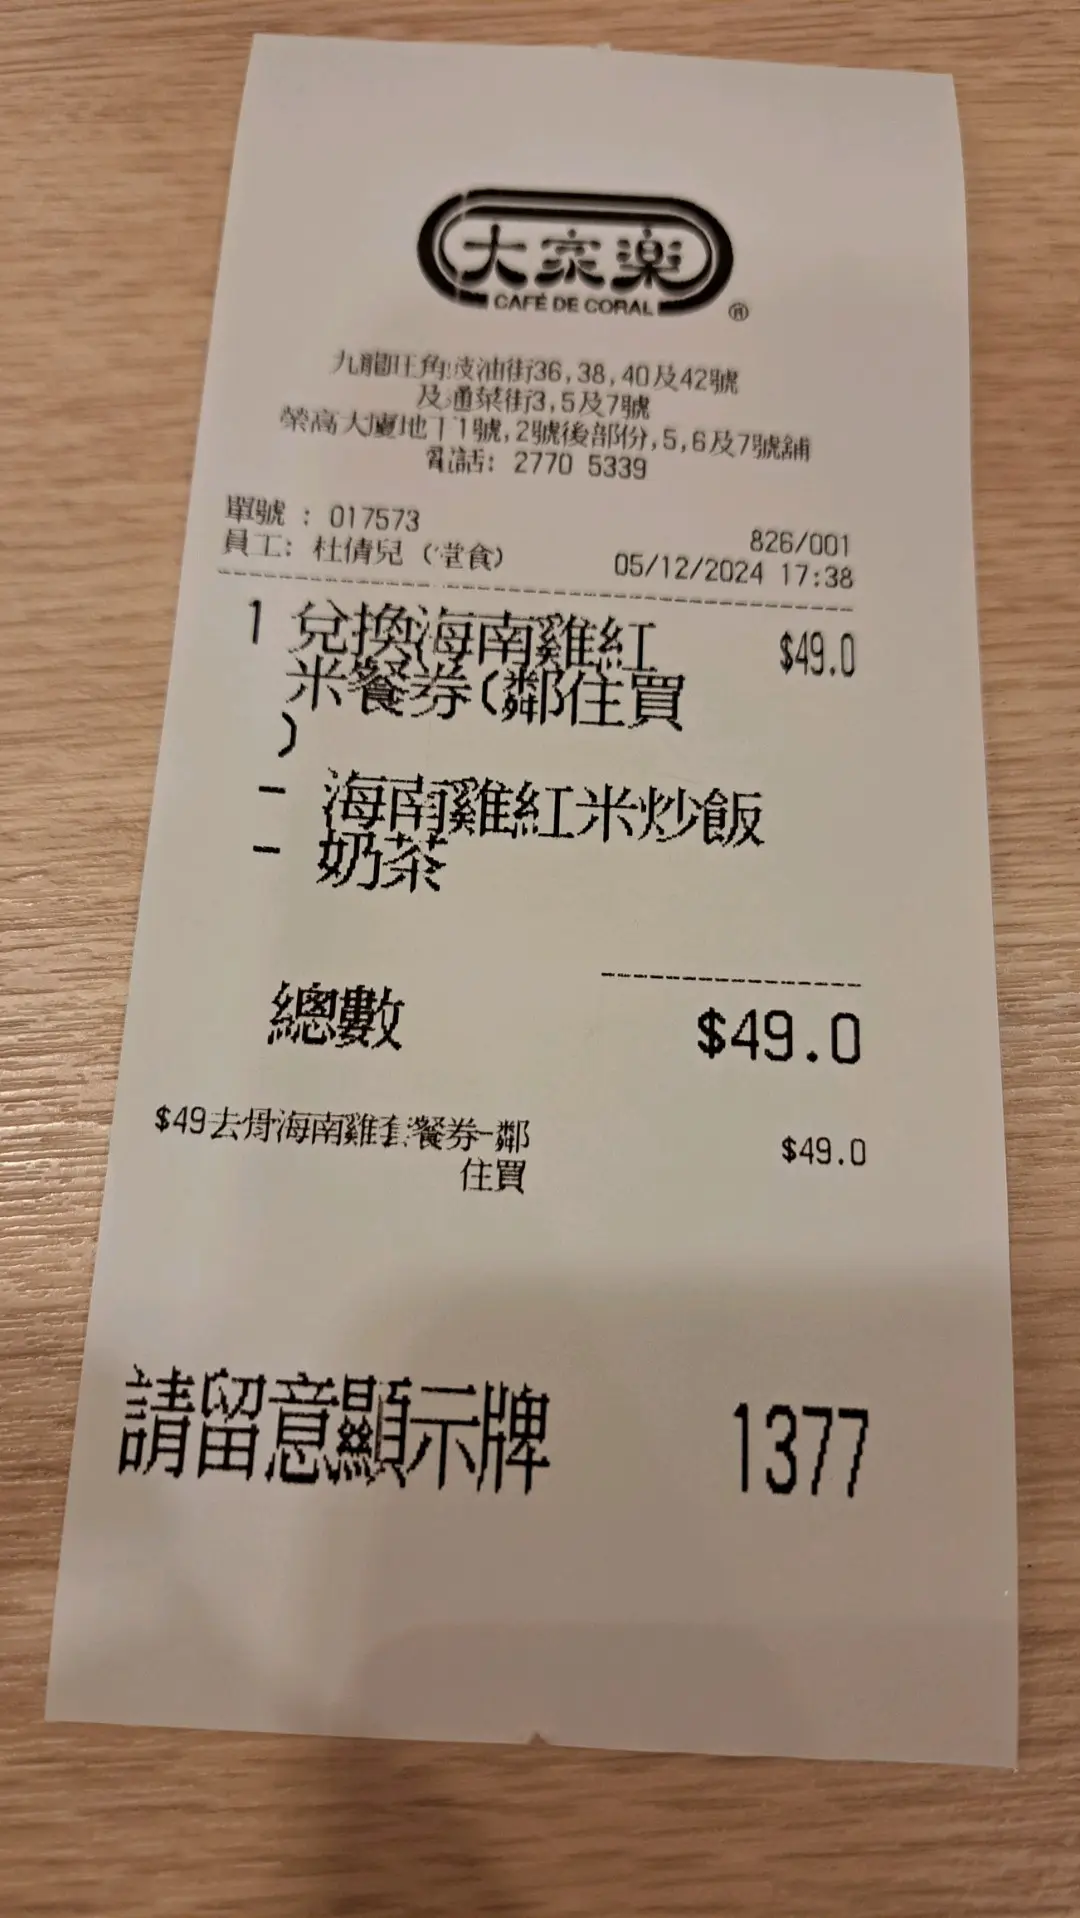 大家楽
CAFÉ DE CORAL
®
九龍旺角豉油街36,38,40及42號
及通菜街3,5及7號
榮高大廈地下1號,2號後部份,5,6及7號舖
電話: 2770 5339
單號 : 017573
826/001
員工: 杜倩兒 (堂食)
05/12/2024 17:38
1 兌換海南雞紅 $49.0
米餐券(鄰住買
)
- 海南雞紅米炒飯
- 奶茶
總數 $49.0
$49去骨海南雞套餐券-鄰 $49.0
住買
請留意顯示牌 1377